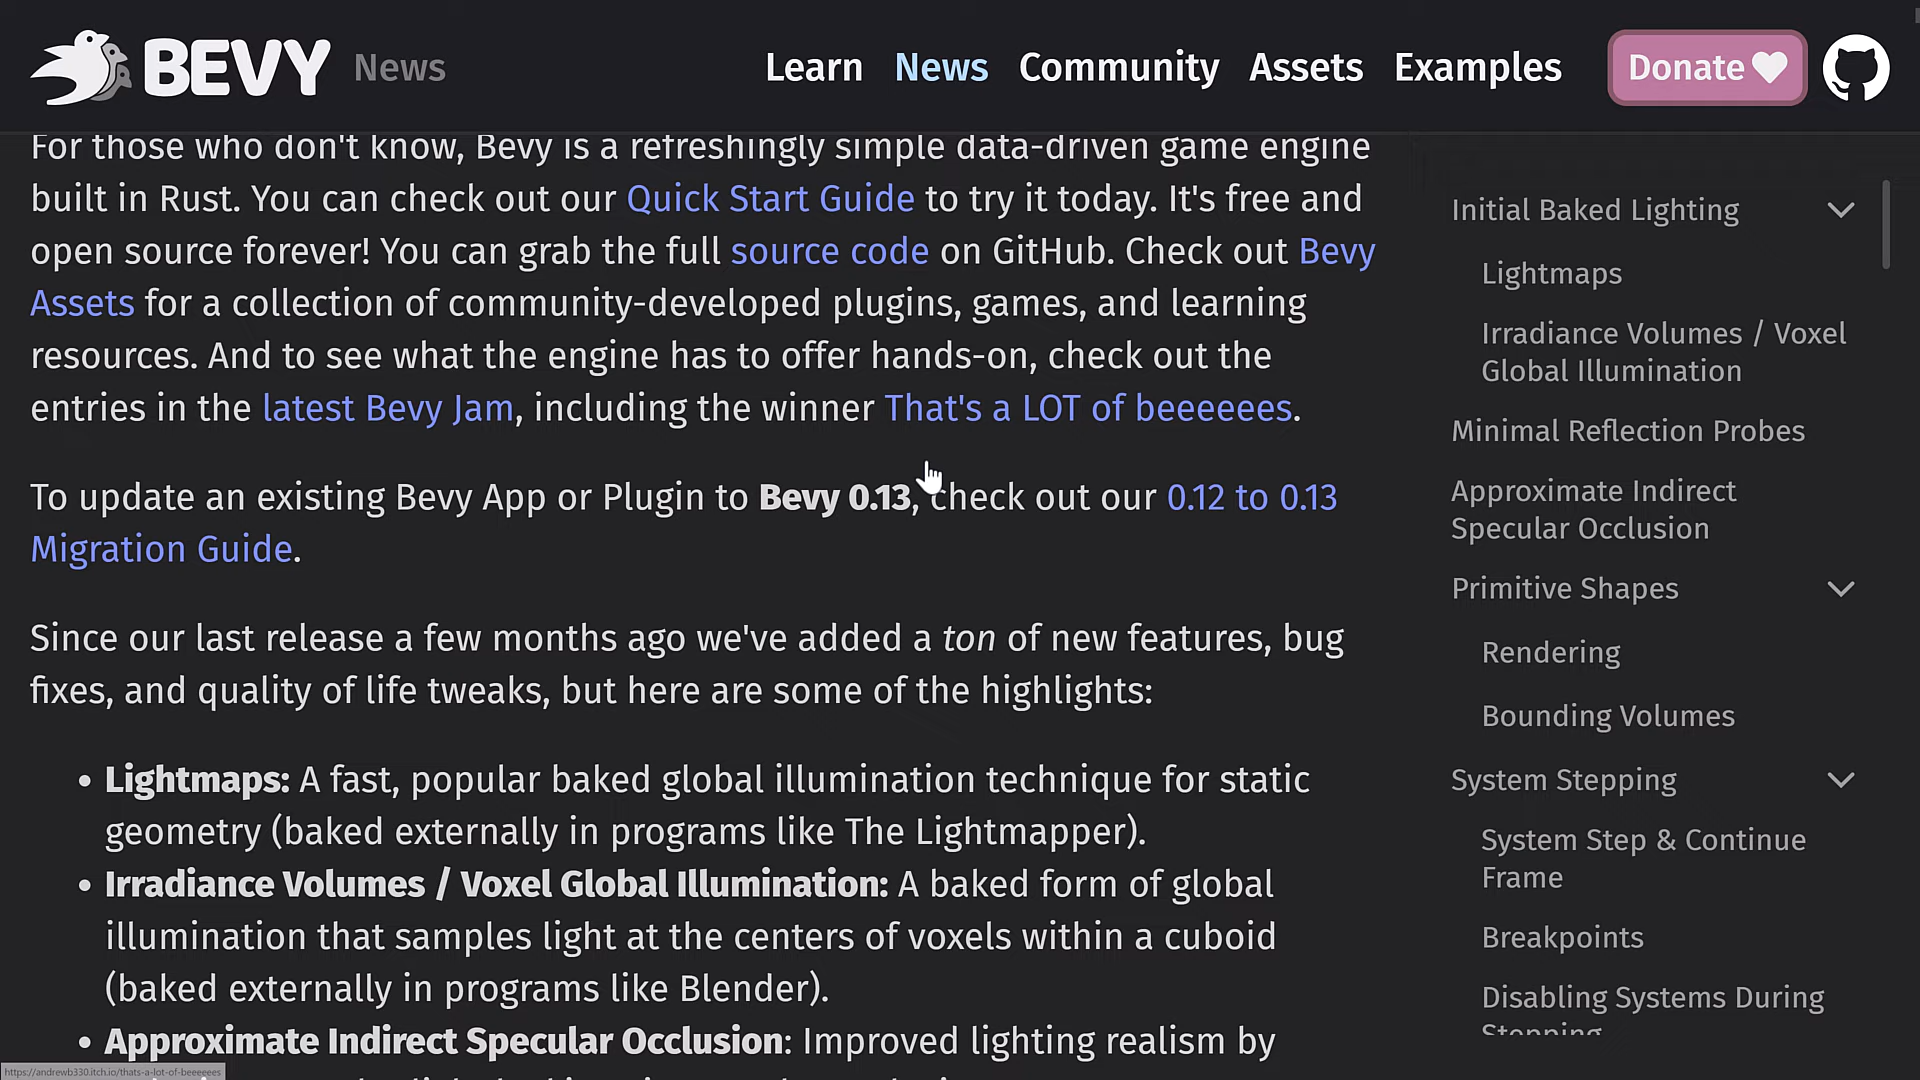 BEVY News
Learn News Community Assets Examples Donate
For those who don't know, Bevy is a refreshingly simple data-driven game engine
built in Rust. You can check out our Quick Start Guide to try it today. It's free and
open source forever! You can grab the full source code on GitHub. Check out Bevy
Assets for a collection of community-developed plugins, games, and learning
resources. And to see what the engine has to offer hands-on, check out the
entries in the latest Bevy Jam, including the winner That's a LOT of beeeeees.
To update an existing Bevy App or Plugin to Bevy 0.13, check out our 0.12 to 0.13
Migration Guide.
Since our last release a few months ago we've added a ton of new features, bug
fixes, and quality of life tweaks, but here are some of the highlights:
• Lightmaps: A fast, popular baked global illumination technique for static
geometry (baked externally in programs like The Lightmapper).
• Irradiance Volumes / Voxel Global Illumination: A baked form of global
illumination that samples light at the centers of voxels within a cuboid
(baked externally in programs like Blender).
• Approximate Indirect Specular Occlusion: Improved lighting realism by
Initial Baked Lighting
Lightmaps
Irradiance Volumes / Voxel
Global Illumination
Minimal Reflection Probes
Approximate Indirect
Specular Occlusion
Primitive Shapes
Rendering
Bounding Volumes
System Stepping
System Step & Continue
Frame
Breakpoints
Disabling Systems During
Stepping
https://andrewb330.itch.io/thats-a-lot-of-beeeeees